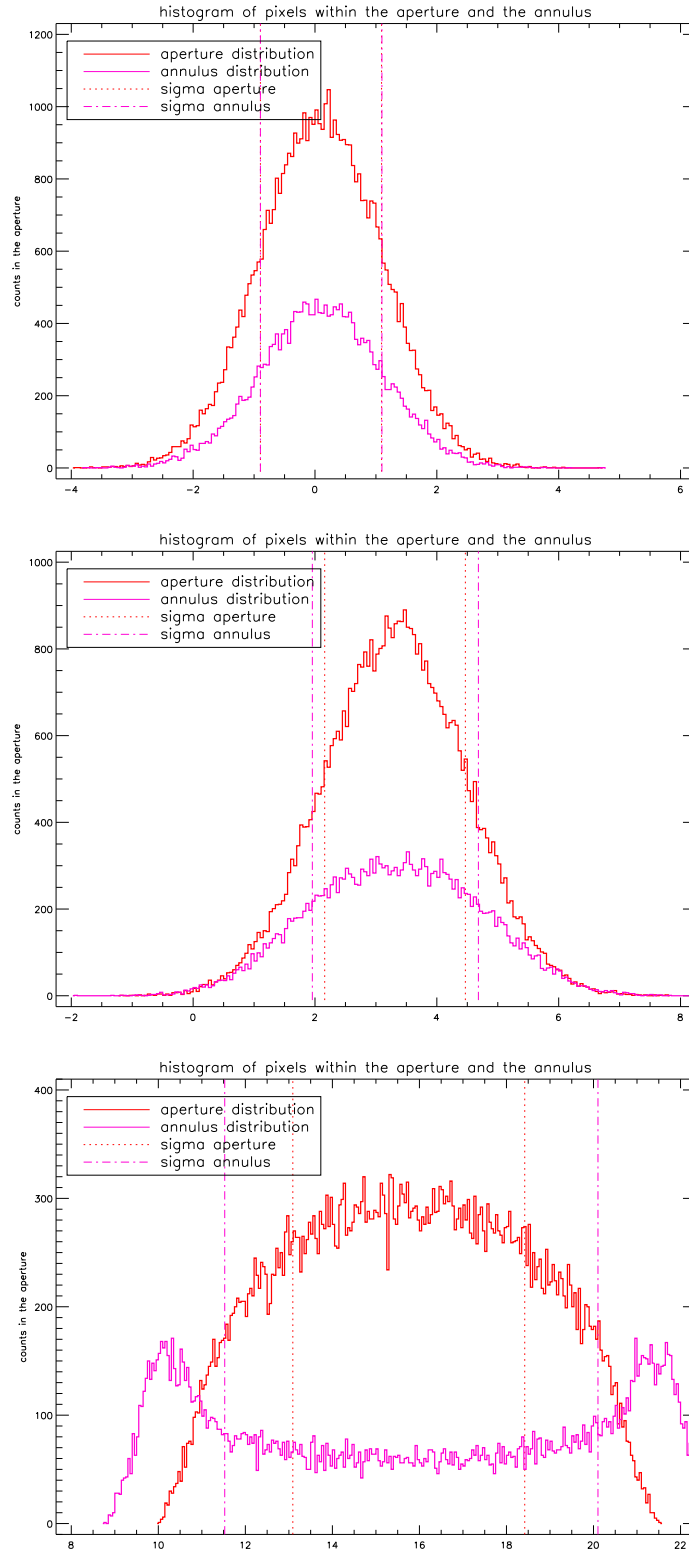 histogram of pixels within the aperture and the annulus
1200
aperture distribution
annulus distribution
sigma aperture
sigma annulus
1000
800
600
400
200
0
counts in the aperture
−4 −2 0 2 4 6
histogram of pixels within the aperture and the annulus
1000
aperture distribution
annulus distribution
sigma aperture
sigma annulus
800
600
400
200
0
counts in the aperture
−2 0 2 4 6 8
histogram of pixels within the aperture and the annulus
400
aperture distribution
annulus distribution
sigma aperture
sigma annulus
300
200
100
0
counts in the aperture
8 10 12 14 16 18 20 22